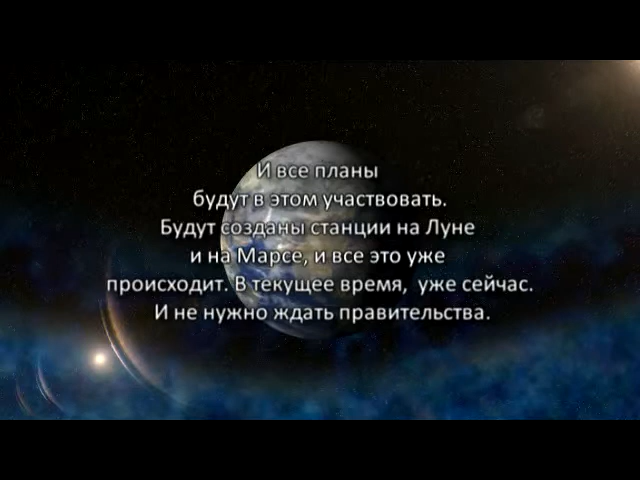 И все планы
будут в этом участвовать.
Будут созданы станции на Луне
и на Марсе, и все это уже
происходит. В текущее время, уже сейчас.
И не нужно ждать правительства.